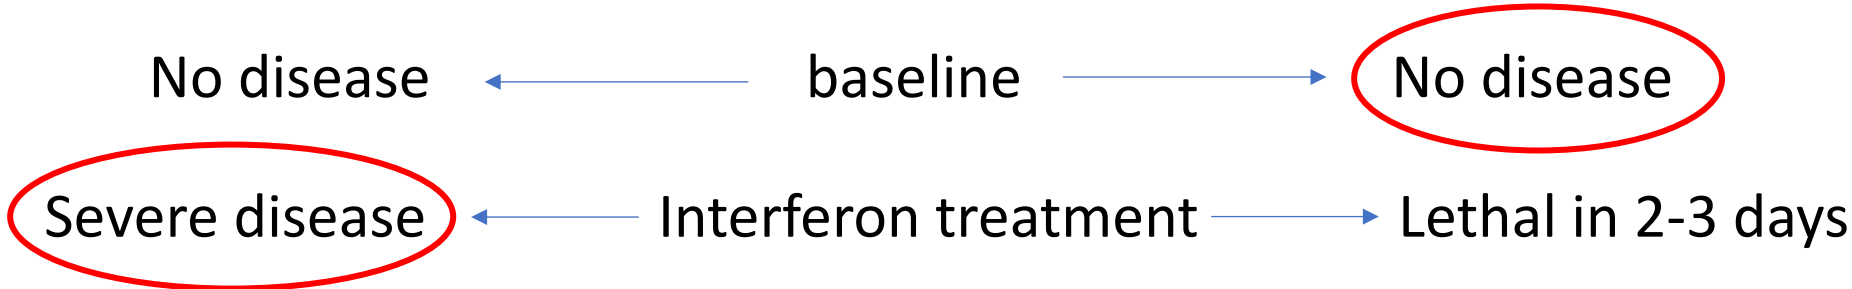 No disease baseline No disease
Severe disease Interferon treatment Lethal in 2-3 days